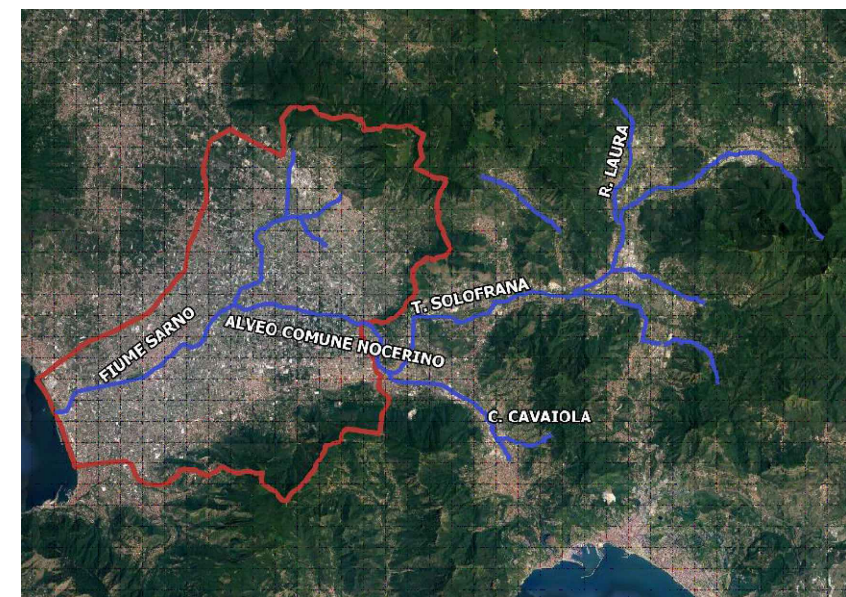 R. LAURA
T. SOLOFRANA
FIUME SARNO
ALVEO COMUNE NOCERINO
C. CAVAIOLA